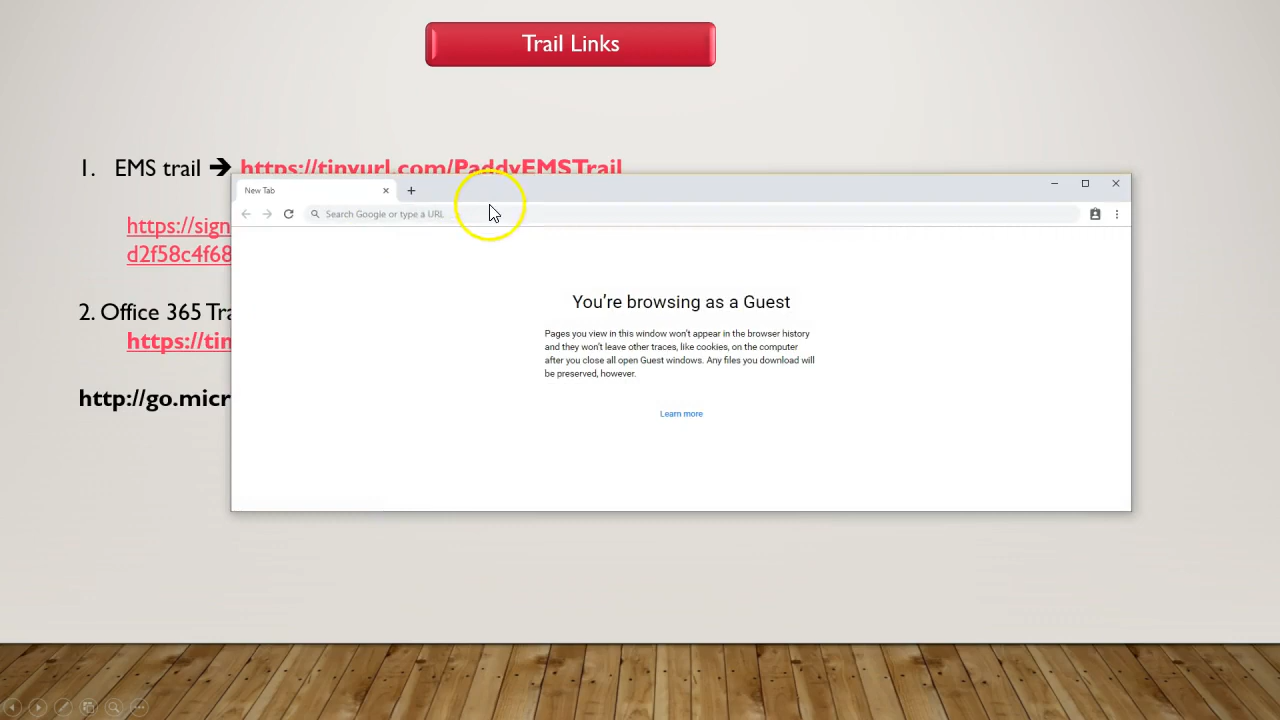 Trail Links
1. EMS trail ➔ https://tinyurl.com/PaddyEMSTrail
New Tab
Search Google or type a URL
https://sign
d2f58c4f68
You're browsing as a Guest
2. Office 365 Tra
Pages you view in this window won't appear in the browser history
https://tin
and they won't leave other traces, like cookies, on the computer
after you close all open Guest windows. Any files you download will
be preserved, however.
http://go.micr
Learn more